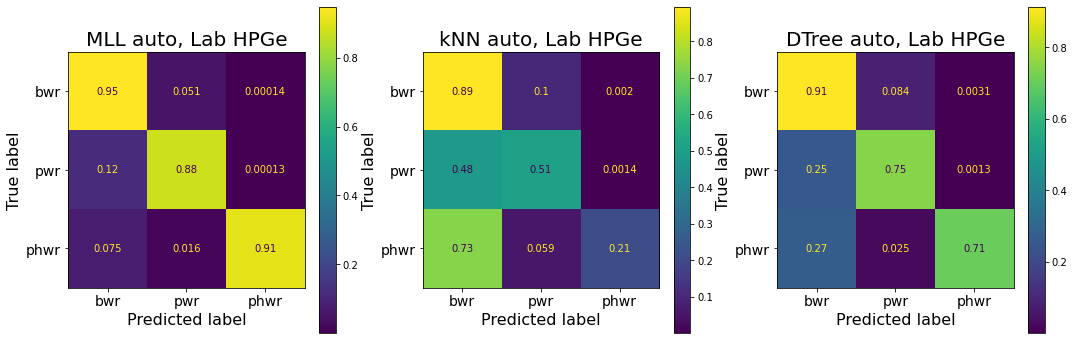 MLL auto, Lab HPGe
True label
bwr
pwr
phwr
0.95 0.051 0.00014
0.12 0.88 0.00013
0.075 0.016 0.91
bwr pwr phwr
Predicted label
0.8
0.6
0.4
0.2
kNN auto, Lab HPGe
True label
bwr
pwr
phwr
0.89 0.1 0.002
0.48 0.51 0.0014
0.73 0.059 0.21
bwr pwr phwr
Predicted label
0.8
0.7
0.6
0.5
0.4
0.3
0.2
0.1
DTree auto, Lab HPGe
True label
bwr
pwr
phwr
0.91 0.084 0.0031
0.25 0.75 0.0013
0.27 0.025 0.71
bwr pwr phwr
Predicted label
0.8
0.6
0.4
0.2